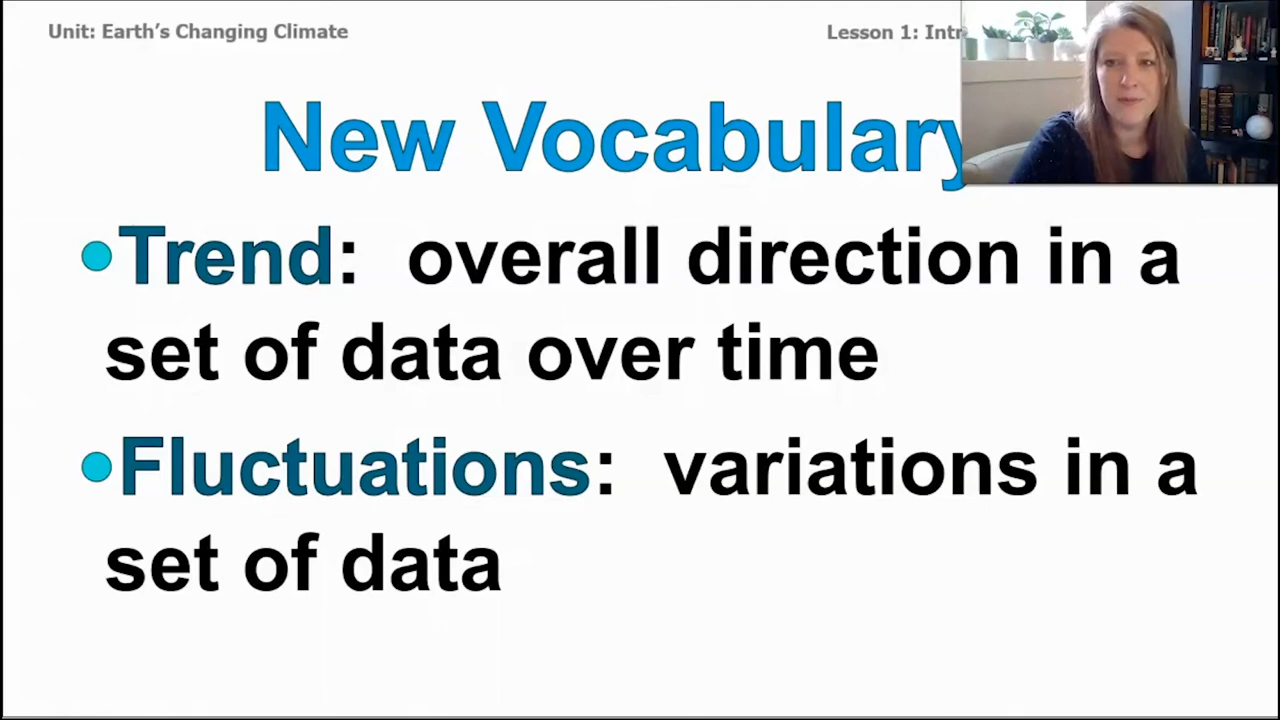 Unit: Earth's Changing Climate
Lesson 1:
New Vocabulary
•Trend: overall direction in a
set of data over time
•Fluctuations: variations in a
set of data